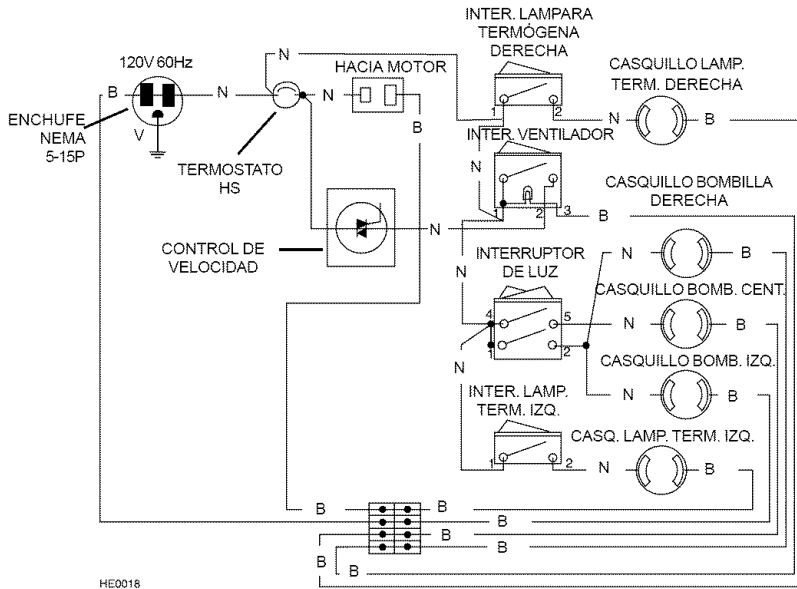 INTER. LAMPARA
TERMÓGENA
DERECHA
120V 60Hz
HACIA MOTOR
CASQUILLO LAMP.
TERM. DERECHA
N
B
N
N
1
2
N
B
ENCHUFE
NEMA
5-15P
V
TERMOSTATO
HS
B
INTER. VENTILADOR
N
CASQUILLO BOMBILLA
DERECHA
1
2
3
B
N
CONTROL DE
VELOCIDAD
INTERRUPTOR
DE LUZ
N
B
N
CASQUILLO BOMB. CENT.
4
5
N
B
1
2
CASQUILLO BOMB. IZQ.
N
INTER. LAMP.
TERM. IZQ.
N
B
CASQ. LAMP. TERM. IZQ.
1
2
N
B
B
B
B
B
B
B
HE0018